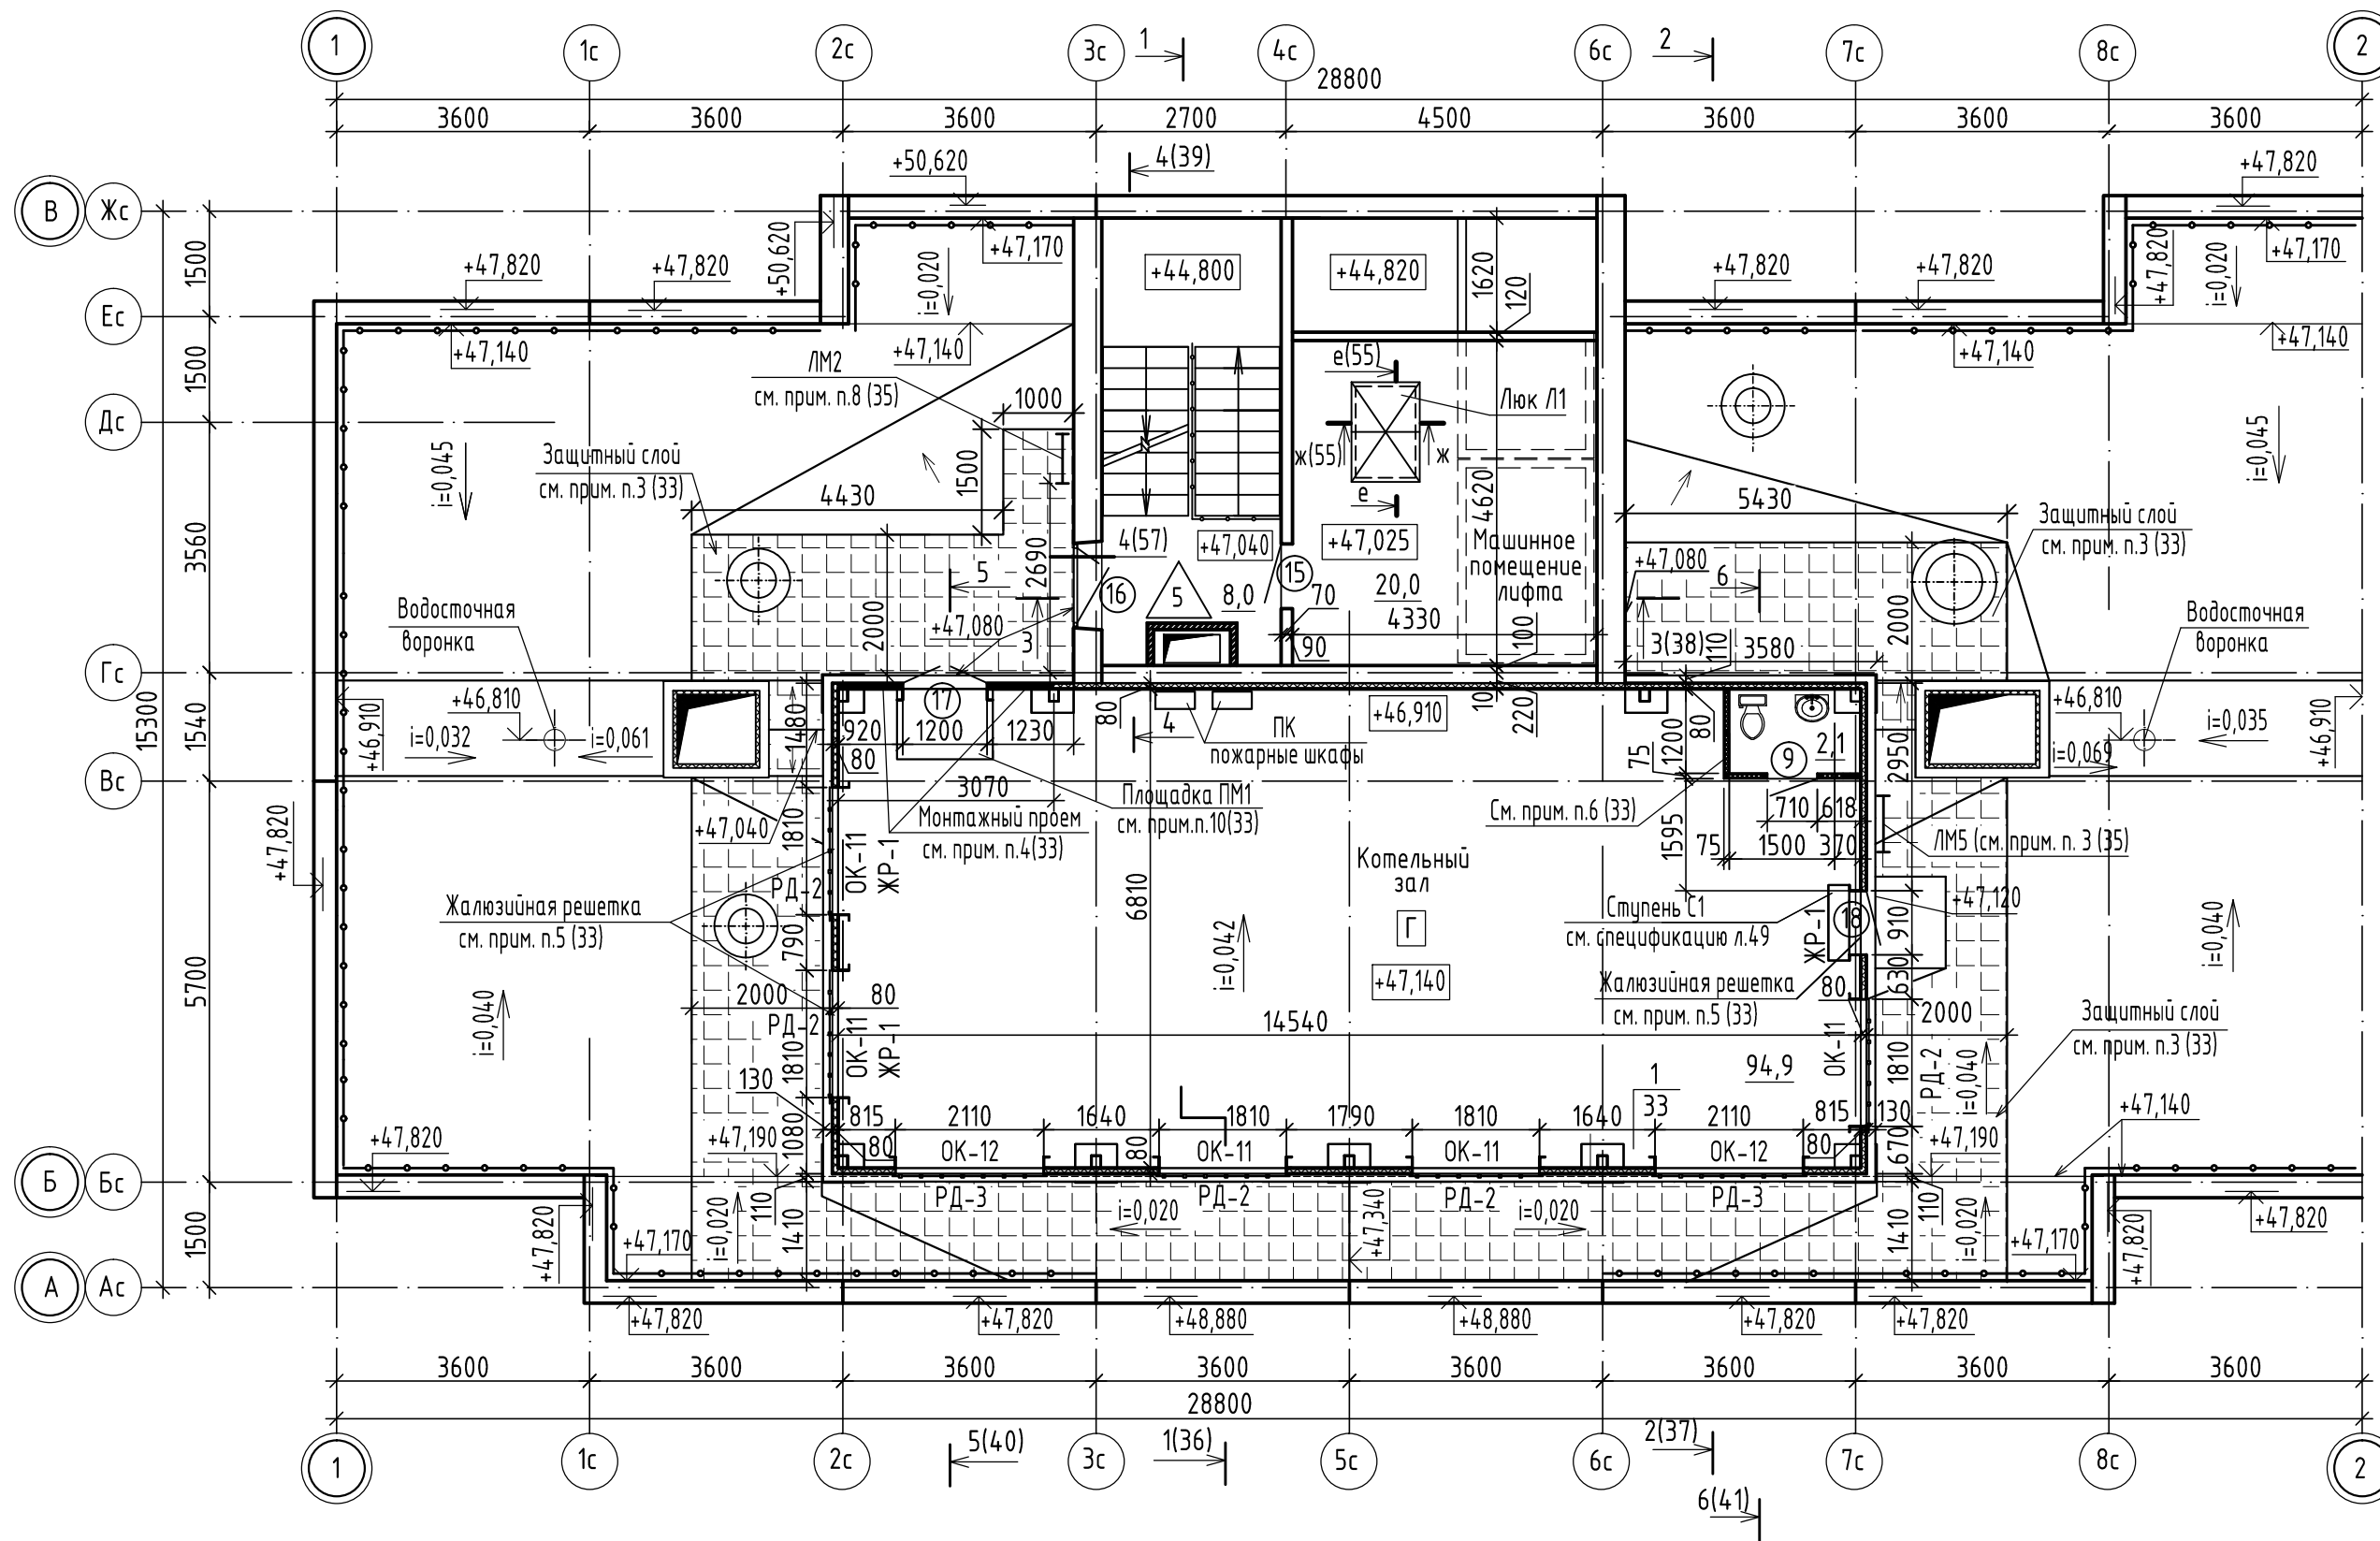 1
1с
2с
3с
1
4с
6с
2
7с
8с
2
28800
3600
3600
3600
2700
4500
3600
3600
3600
4(39)
+50,620
+47,820
В
Жс
+50,620
+47,170
+47,820
+47,170
i=0,020
i=0,020
1500
+47,820
+47,820
+44,800
+44,820
1620
120
+47,820
+47,820
Ес
+47,140
+47,140
+47,140
+47,140
1500
ЛМ2
см. прим. п.8 (35)
е(55)
Люк Л1
1000
Дс
i=0,045
Защитный слой
см. прим. п.3 (33)
1500
ж(55)
ж
i=0,045
4430
е
4620
5430
Защитный слой
см. прим. п.3 (33)
3560
4(57)
+47,040
+47,025
Машинное
помещение
лифта
2690
5
16
5
8,0
15
70
20,0
4330
+47,080
6
2000
Водосточная
воронка
2000
+47,080
3
90
100
3(38)
110
3580
Водосточная
воронка
Гс
15300
1540
+46,910
+46,810
i=0,032
i=0,061
1480
17
920
1200
1230
80
80
4
ПК
пожарные шкафы
+46,910
10
220
75
1200
80
9
2,1
2950
+46,810
i=0,035
i=0,069
+46,910
Вс
3070
Площадка ПМ1
см. прим.п.10(33)
Монтажный проем
см. прим. п.4(33)
+47,040
1810
См. прим. п.6 (33)
710
618
1595
75
1500
370
ЛМ5 (см. прим. п. 3 (35)
+47,820
ОК-11
ЖР-1
РД-2
Котельный
зал
Г
6810
Жалюзийная решетка
см. прим. п.5 (33)
790
Ступень С1
см. спецификацию л.49
ЖР-1
18
910
+47,120
i=0,042
+47,140
Жалюзийная решетка
см. прим. п.5 (33)
80
630
i=0,040
5700
i=0,040
2000
80
РД-2
14540
2000
Защитный слой
см. прим. п.3 (33)
ОК-11
ЖР-1
1810
130
94,9
ОК-11
1810
РД-2
i=0,040
1
33
815
2110
1640
1810
1790
1810
1640
2110
815
130
+47,140
+47,820
+47,190
1080
80
ОК-12
80
ОК-11
ОК-11
ОК-12
80
670
+47,190
Б
Бс
РД-3
РД-2
РД-2
РД-3
i=0,020
+47,340
i=0,020
110
1410
i=0,020
110
1410
i=0,020
1500
+47,820
+47,170
+47,170
+47,820
+47,820
А
Ас
+47,820
+47,820
+48,880
+48,880
+47,820
+47,820
3600
3600
3600
3600
3600
3600
3600
3600
28800
1
1с
2с
5(40)
3с
1(36)
5с
6с
2(37)
7с
8с
2
6(41)